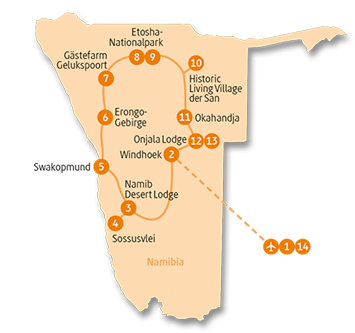 Etosha-
Nationalpark
8 9
10
Gästefarm
Gelukspoort
7
Historic
Living Village
der San
6
Erongo-
Gebirge
11
Okahandja
Onjala Lodge
12 13
Windhoek
2
Swakopmund
5
Namib
Desert Lodge
3
4
Sossusvlei
1 14
Namibia